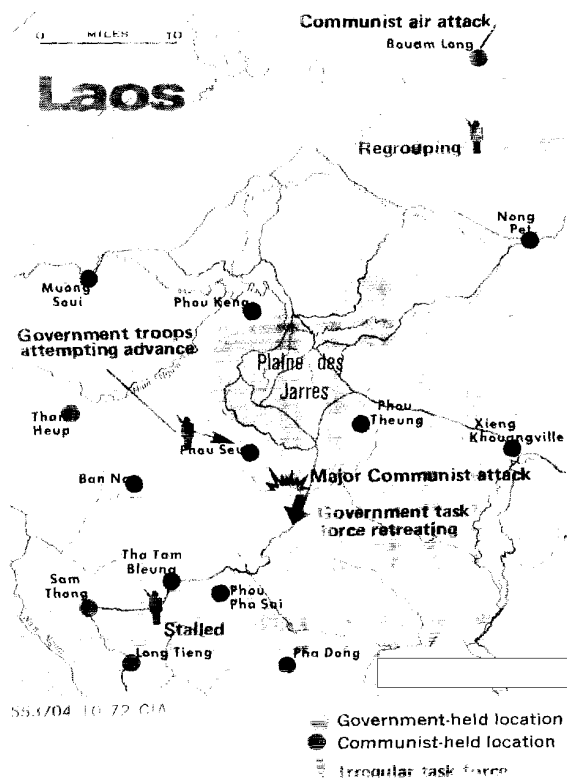 Communist air attack
Bouam Long
0 MILES 10
Laos
Regrouping
Nong
Pet
Muong
Soui
Phou Keng
Government troops
attempting advance
Plaine des
Jarres
Tham
Heup
Phou
Theung
Xieng
Khouangville
Phou Seu
Ban Na
Major Communist attack
Government task
force retreating
Tha Tam
Bleung
Sam
Thong
Phou
Pha Sai
Stalled
Long Tieng
Pha Dong
553704 10-72 CIA
Government-held location
Communist-held location
Irregular task force